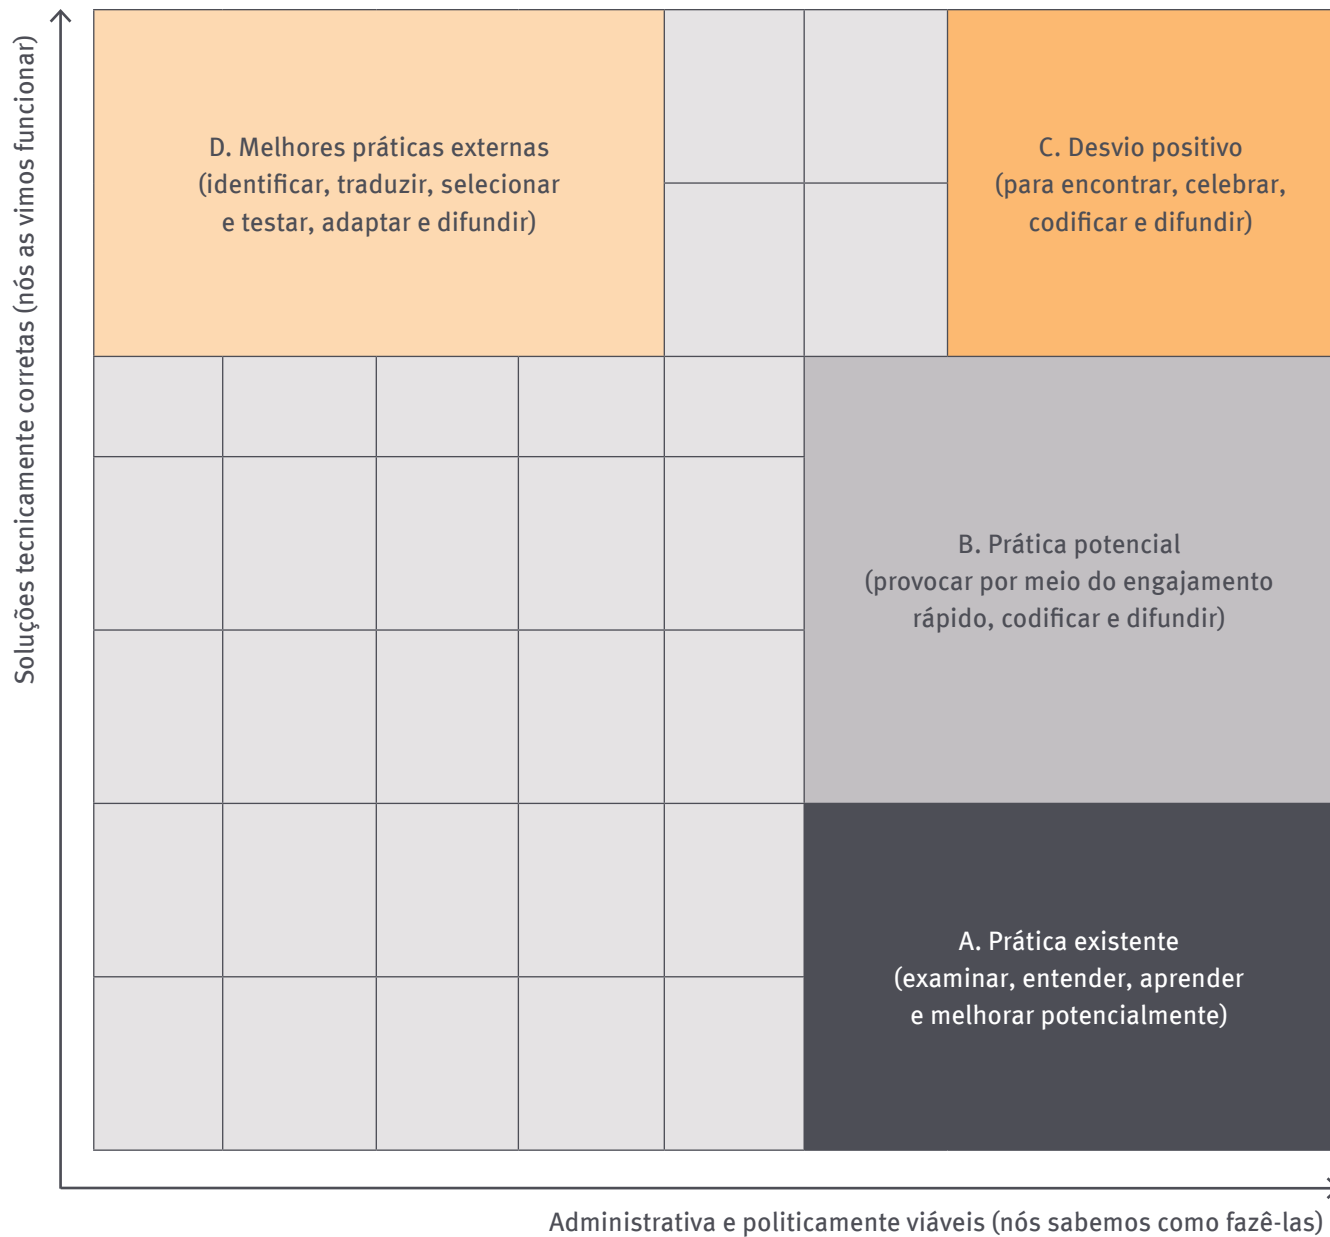 Soluções tecnicamente corretas (nós as vimos funcionar)
D. Melhores práticas externas
(identificar, traduzir, selecionar
e testar, adaptar e difundir)
C. Desvio positivo
(para encontrar, celebrar,
codificar e difundir)
B. Prática potencial
(provocar por meio do engajamento
rápido, codificar e difundir)
A. Prática existente
(examinar, entender, aprender
e melhorar potencialmente)
Administrativa e politicamente viáveis (nós sabemos como fazê-las)